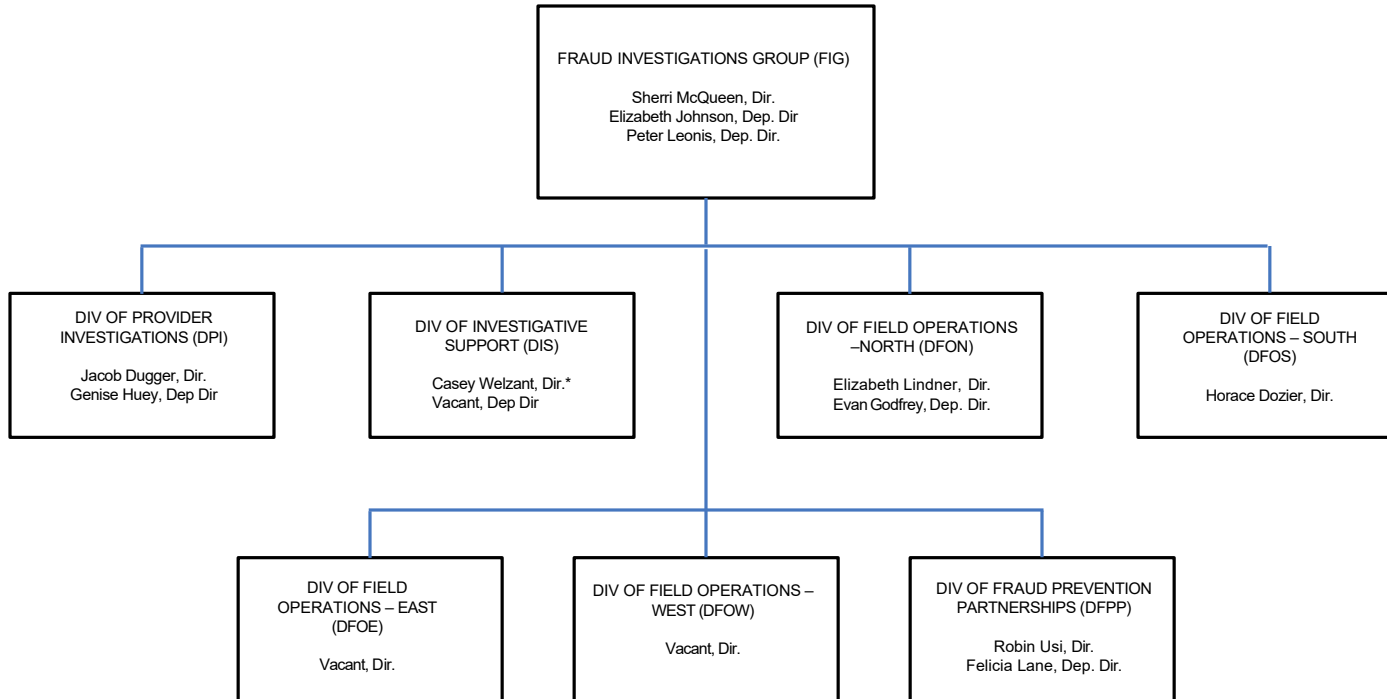 FRAUD INVESTIGATIONS GROUP (FIG)
Sherri McQueen, Dir.
Elizabeth Johnson, Dep. Dir
Peter Leonis, Dep. Dir.
DIV OF PROVIDER
INVESTIGATIONS (DPI)
Jacob Dugger, Dir.
Genise Huey, Dep Dir
DIV OF INVESTIGATIVE
SUPPORT (DIS)
Casey Welzant, Dir.*
Vacant, Dep Dir
DIV OF FIELD OPERATIONS
–NORTH (DFON)
Elizabeth Lindner, Dir.
Evan Godfrey, Dep. Dir.
DIV OF FIELD
OPERATIONS – SOUTH
(DFOS)
Horace Dozier, Dir.
DIV OF FIELD
OPERATIONS – EAST
(DFOE)
Vacant, Dir.
DIV OF FIELD OPERATIONS –
WEST (DFOW)
Vacant, Dir.
DIV OF FRAUD PREVENTION
PARTNERSHIPS (DFPP)
Robin Usi, Dir.
Felicia Lane, Dep. Dir.